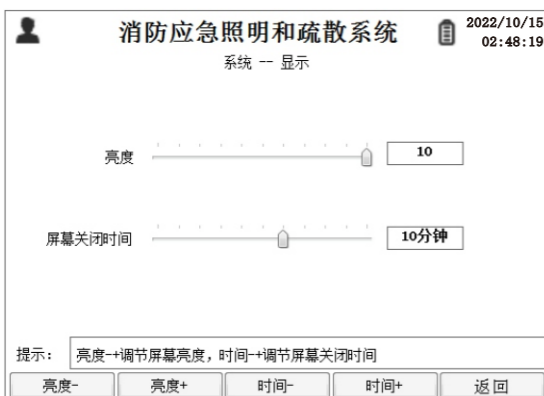 消防应急照明和疏散系统
2022/10/15
02:48:19
系统 -- 显示
亮度
10
屏幕关闭时间
10分钟
提示： 亮度-+调节屏幕亮度，时间-+调节屏幕关闭时间
亮度- 亮度+ 时间- 时间+ 返回